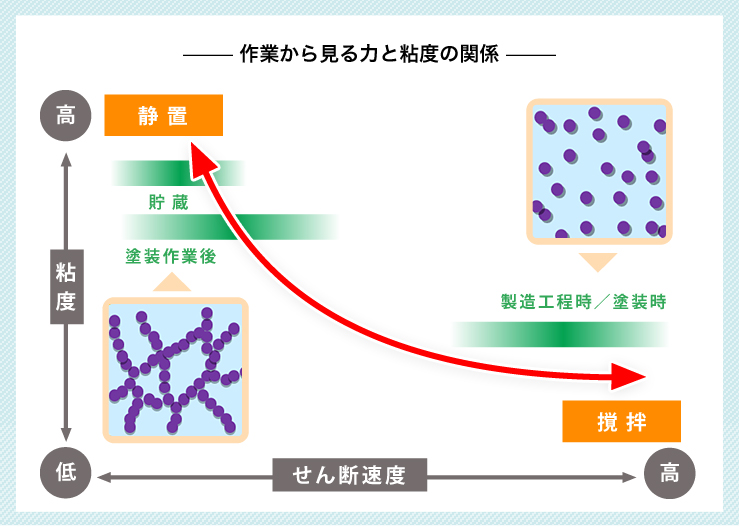 作業から見る力と粘度の関係
高
静置
貯蔵
塗装作業後
粘度
製造工程時／塗装時
撹拌
低
せん断速度
高